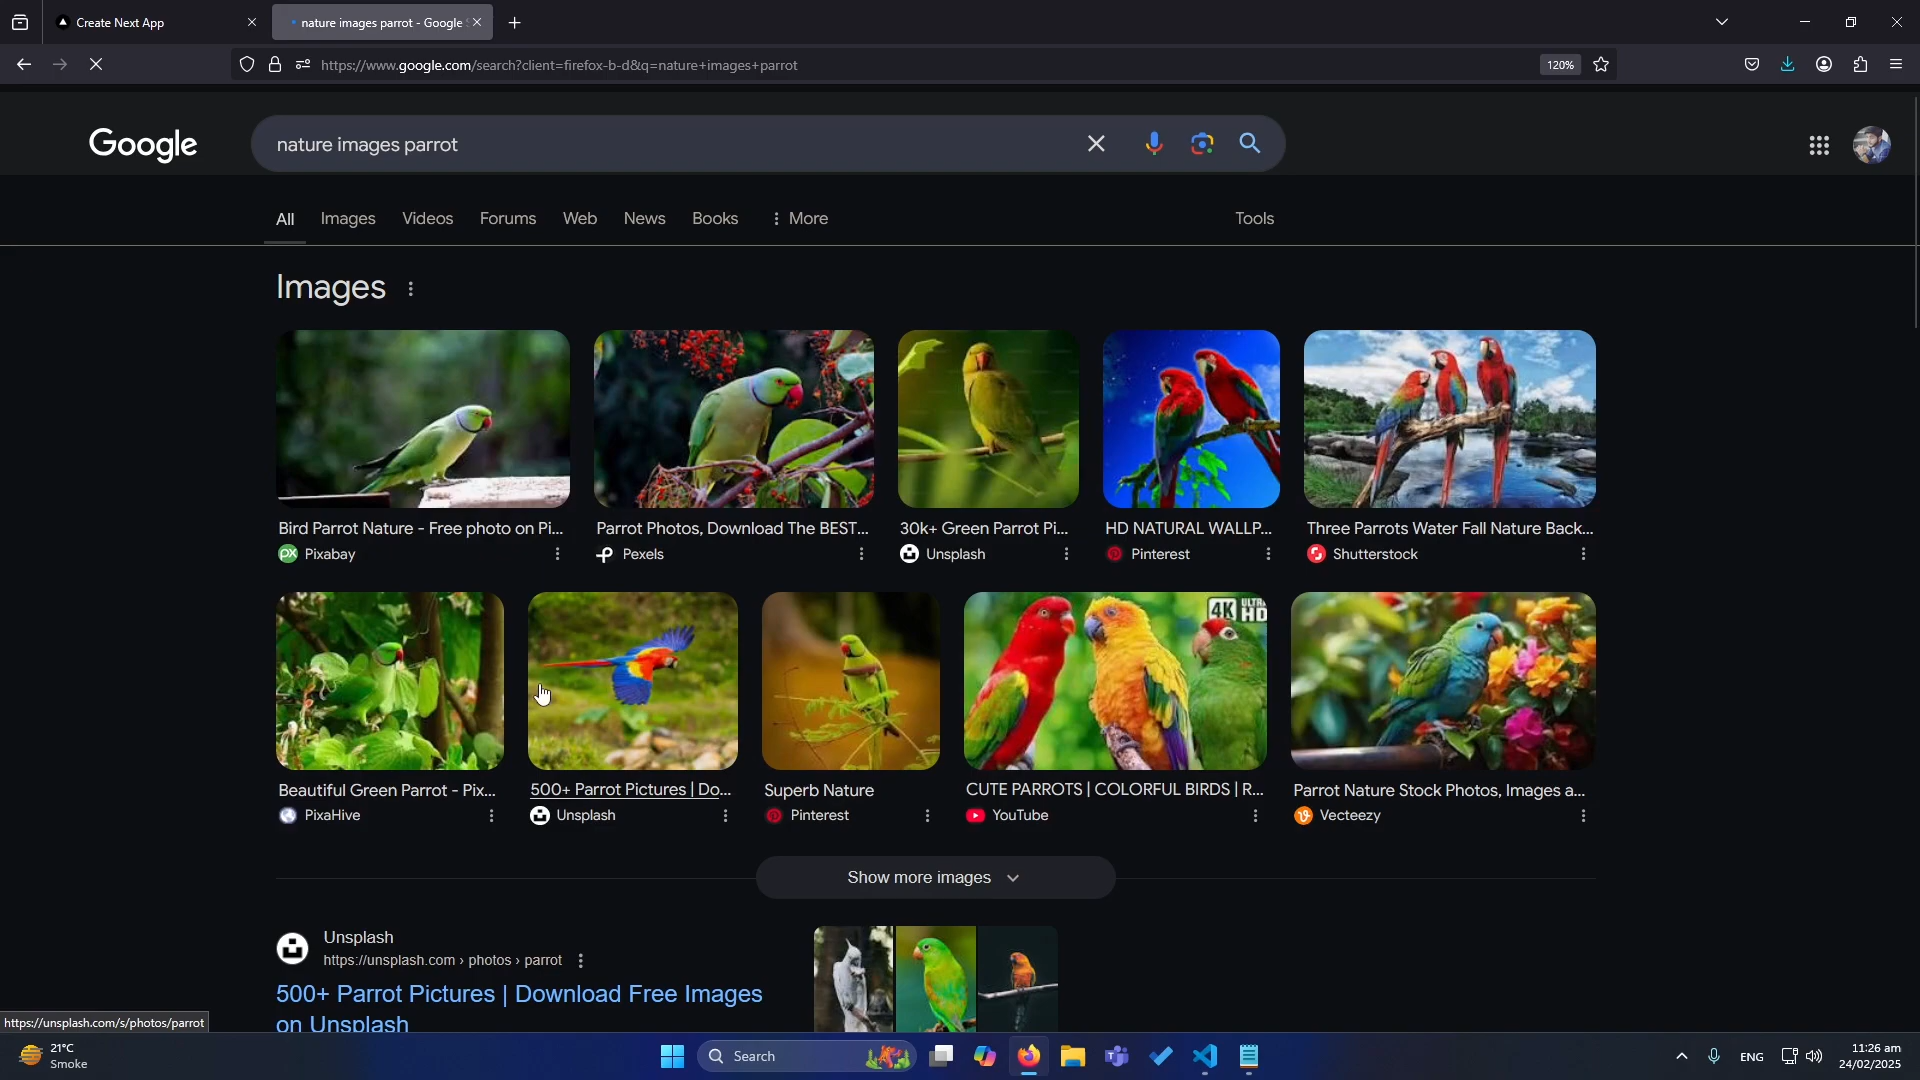 Create Next App
nature images parrot - Google S
https://www.google.com/search?client=firefox-b-d&q=nature+images+parrot
120%
Google
nature images parrot
All
Images
Videos
Forums
Web
News
Books
More
Tools
Images
4K ULTRA HD
Bird Parrot Nature - Free photo on Pi...
Pixabay
Parrot Photos, Download The BEST...
Pexels
30k+ Green Parrot Pi...
Unsplash
HD NATURAL WALLP...
Pinterest
Three Parrots Water Fall Nature Back...
Shutterstock
Beautiful Green Parrot - Pix...
PixaHive
500+ Parrot Pictures | Do...
Unsplash
Superb Nature
Pinterest
CUTE PARROTS | COLORFUL BIRDS | R...
YouTube
Parrot Nature Stock Photos, Images a...
Vecteezy
Show more images
Unsplash
https://unsplash.com › photos › parrot
500+ Parrot Pictures | Download Free Images
on Unsplash
https://unsplash.com/s/photos/parrot
21°C
Smoke
Search
ENG
11:26 am
24/02/2025